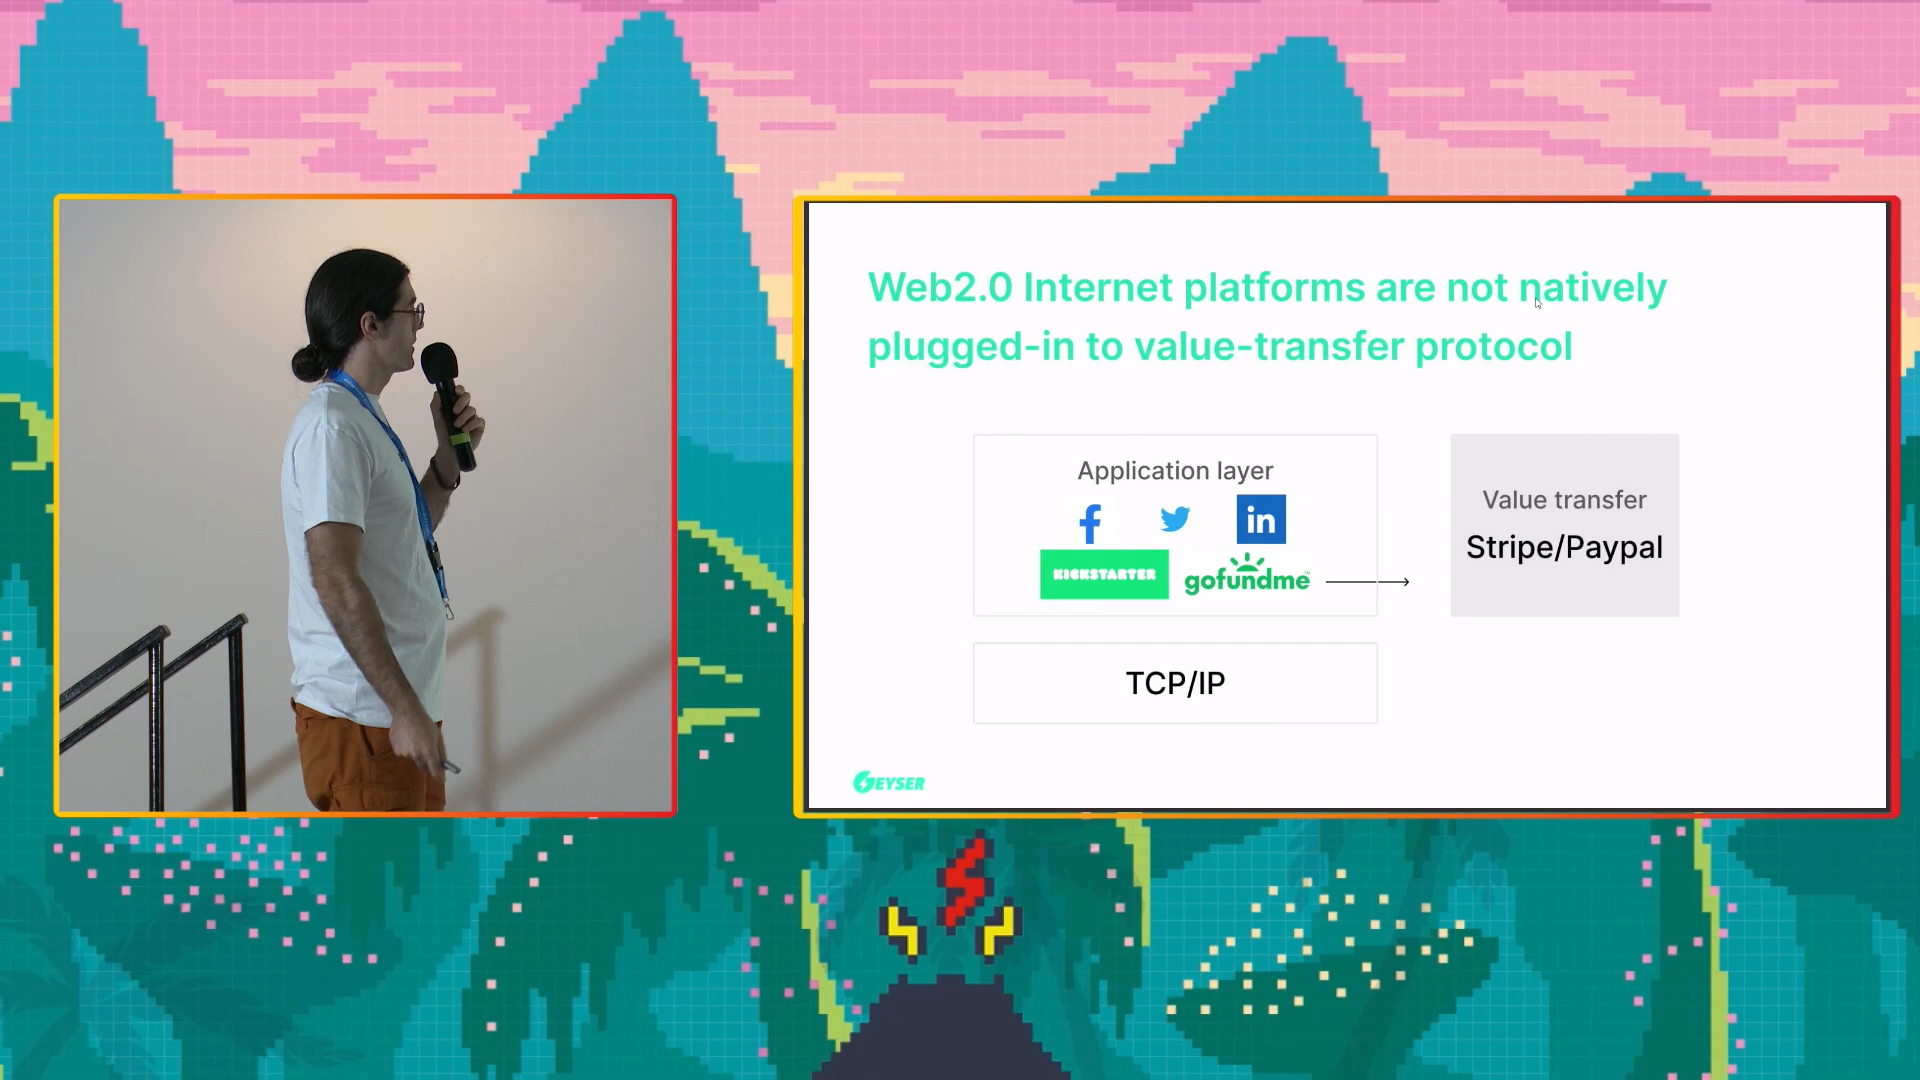 Web2.0 Internet platforms are not natively
plugged-in to value-transfer protocol
Application layer
f
in
KICKSTARTER
gofundme™
Value transfer
Stripe/Paypal
TCP/IP
GEYSER